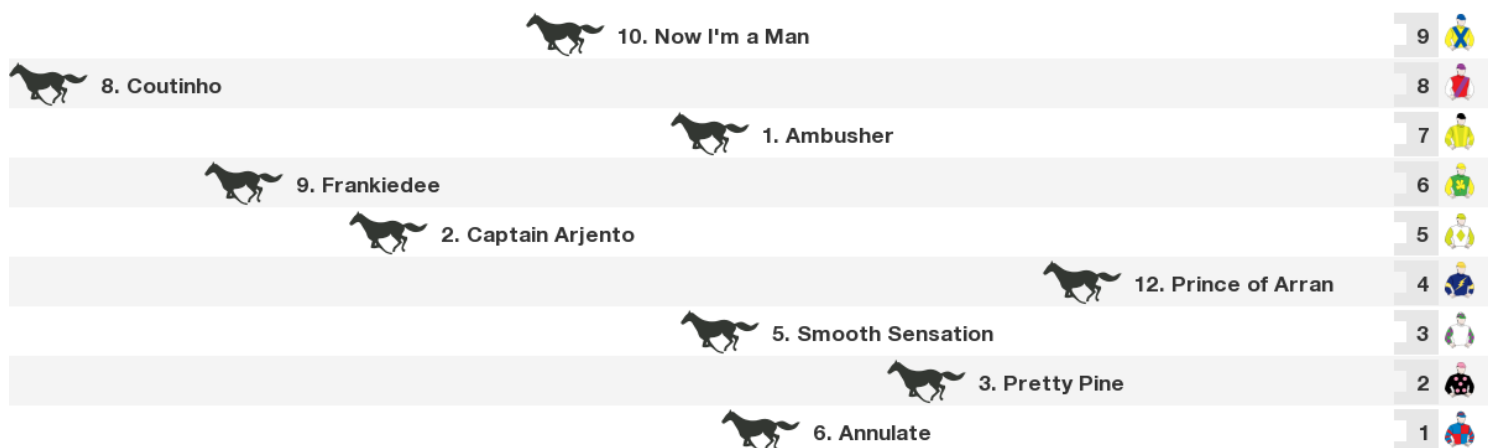 10. Now I'm a Man 9
8. Coutinho 8
1. Ambusher 7
9. Frankiedee 6
2. Captain Arjento 5
12. Prince of Arran 4
5. Smooth Sensation 3
3. Pretty Pine 2
6. Annulate 1